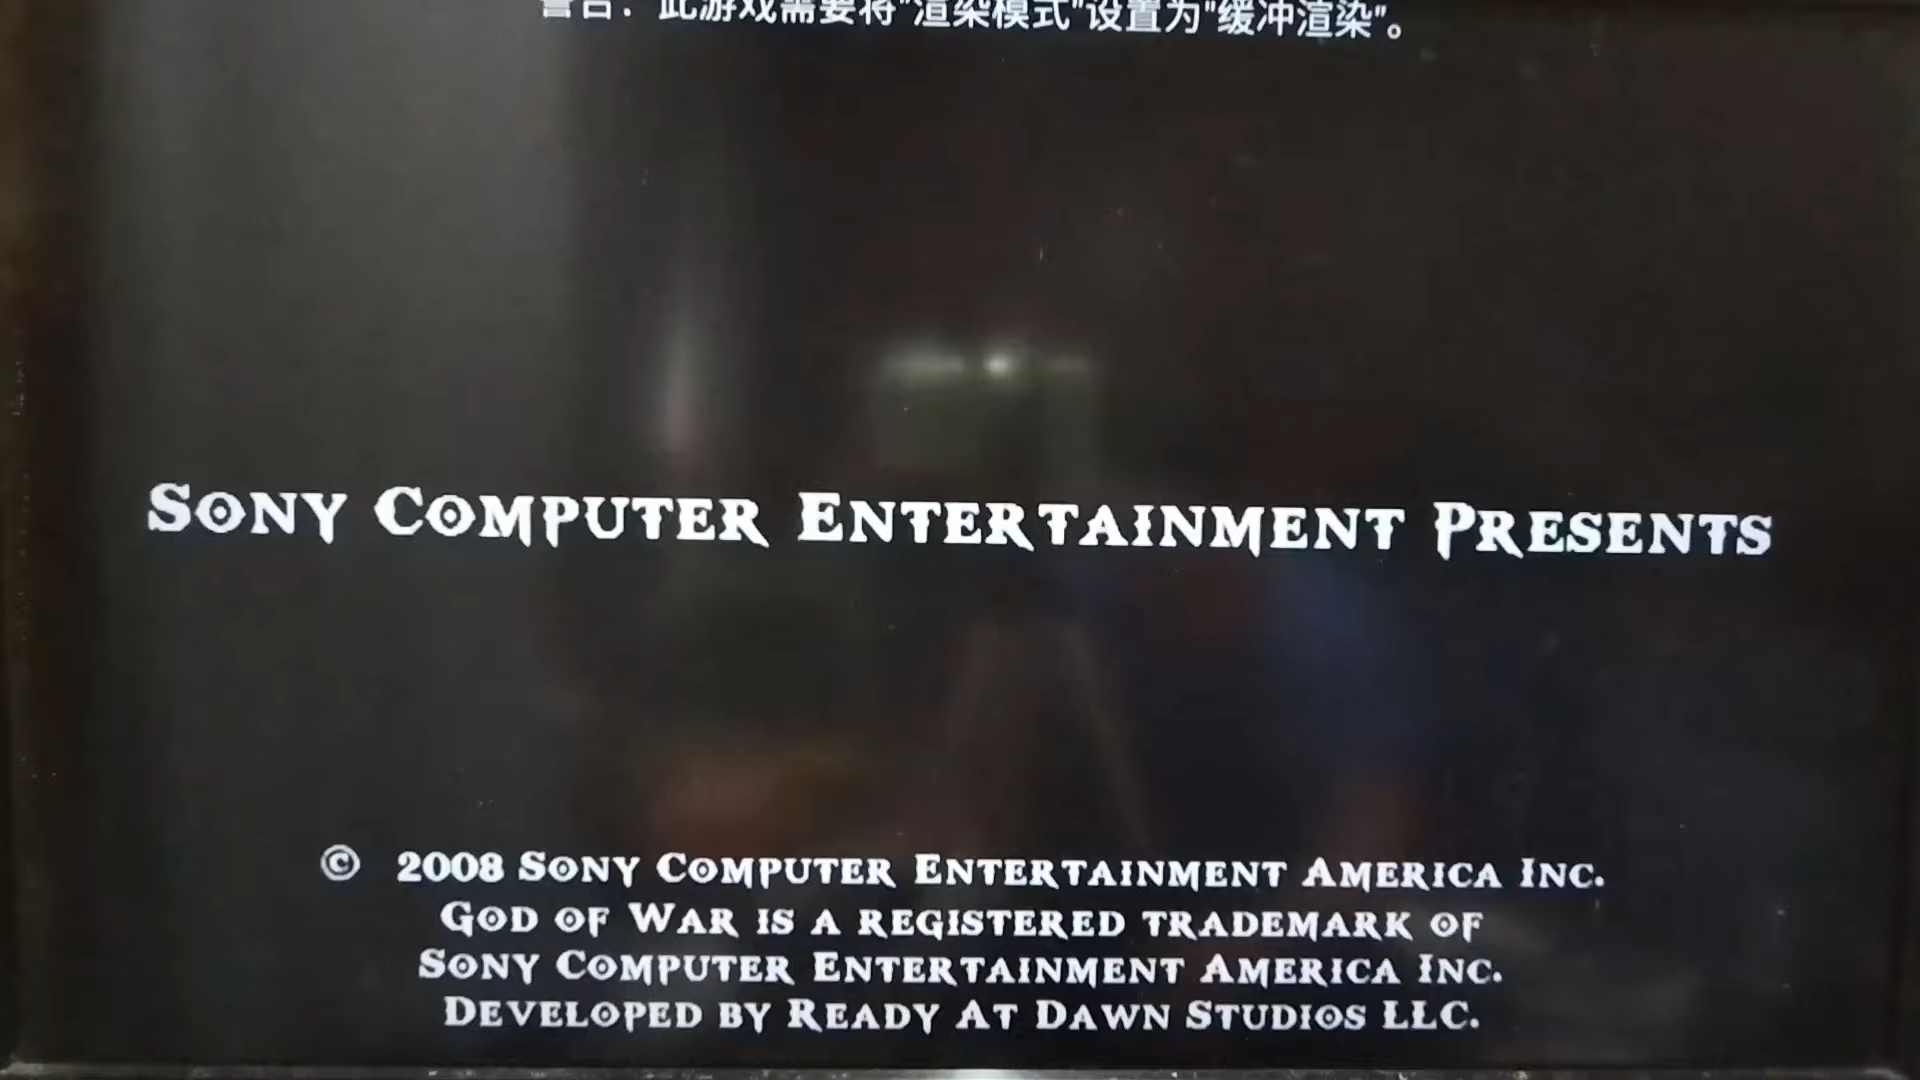 警告：此游戏需要将"渲染模式"设置为"缓冲渲染"。
Sony Computer Entertainment Presents
© 2008 Sony Computer Entertainment America Inc.
God of War is a registered trademark of
Sony Computer Entertainment America Inc.
Developed by Ready At Dawn Studios LLC.